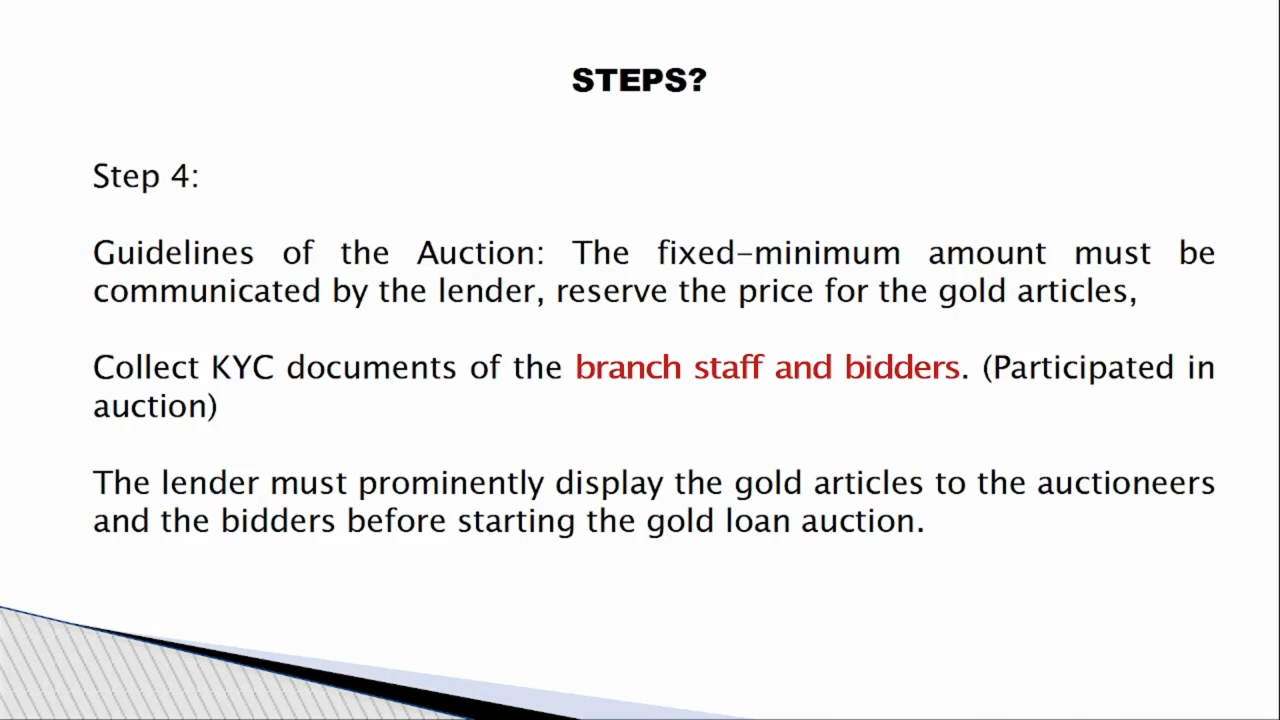 STEPS?
Step 4:
Guidelines of the Auction: The fixed-minimum amount must be
communicated by the lender, reserve the price for the gold articles,
Collect KYC documents of the branch staff and bidders. (Participated in
auction)
The lender must prominently display the gold articles to the auctioneers
and the bidders before starting the gold loan auction.